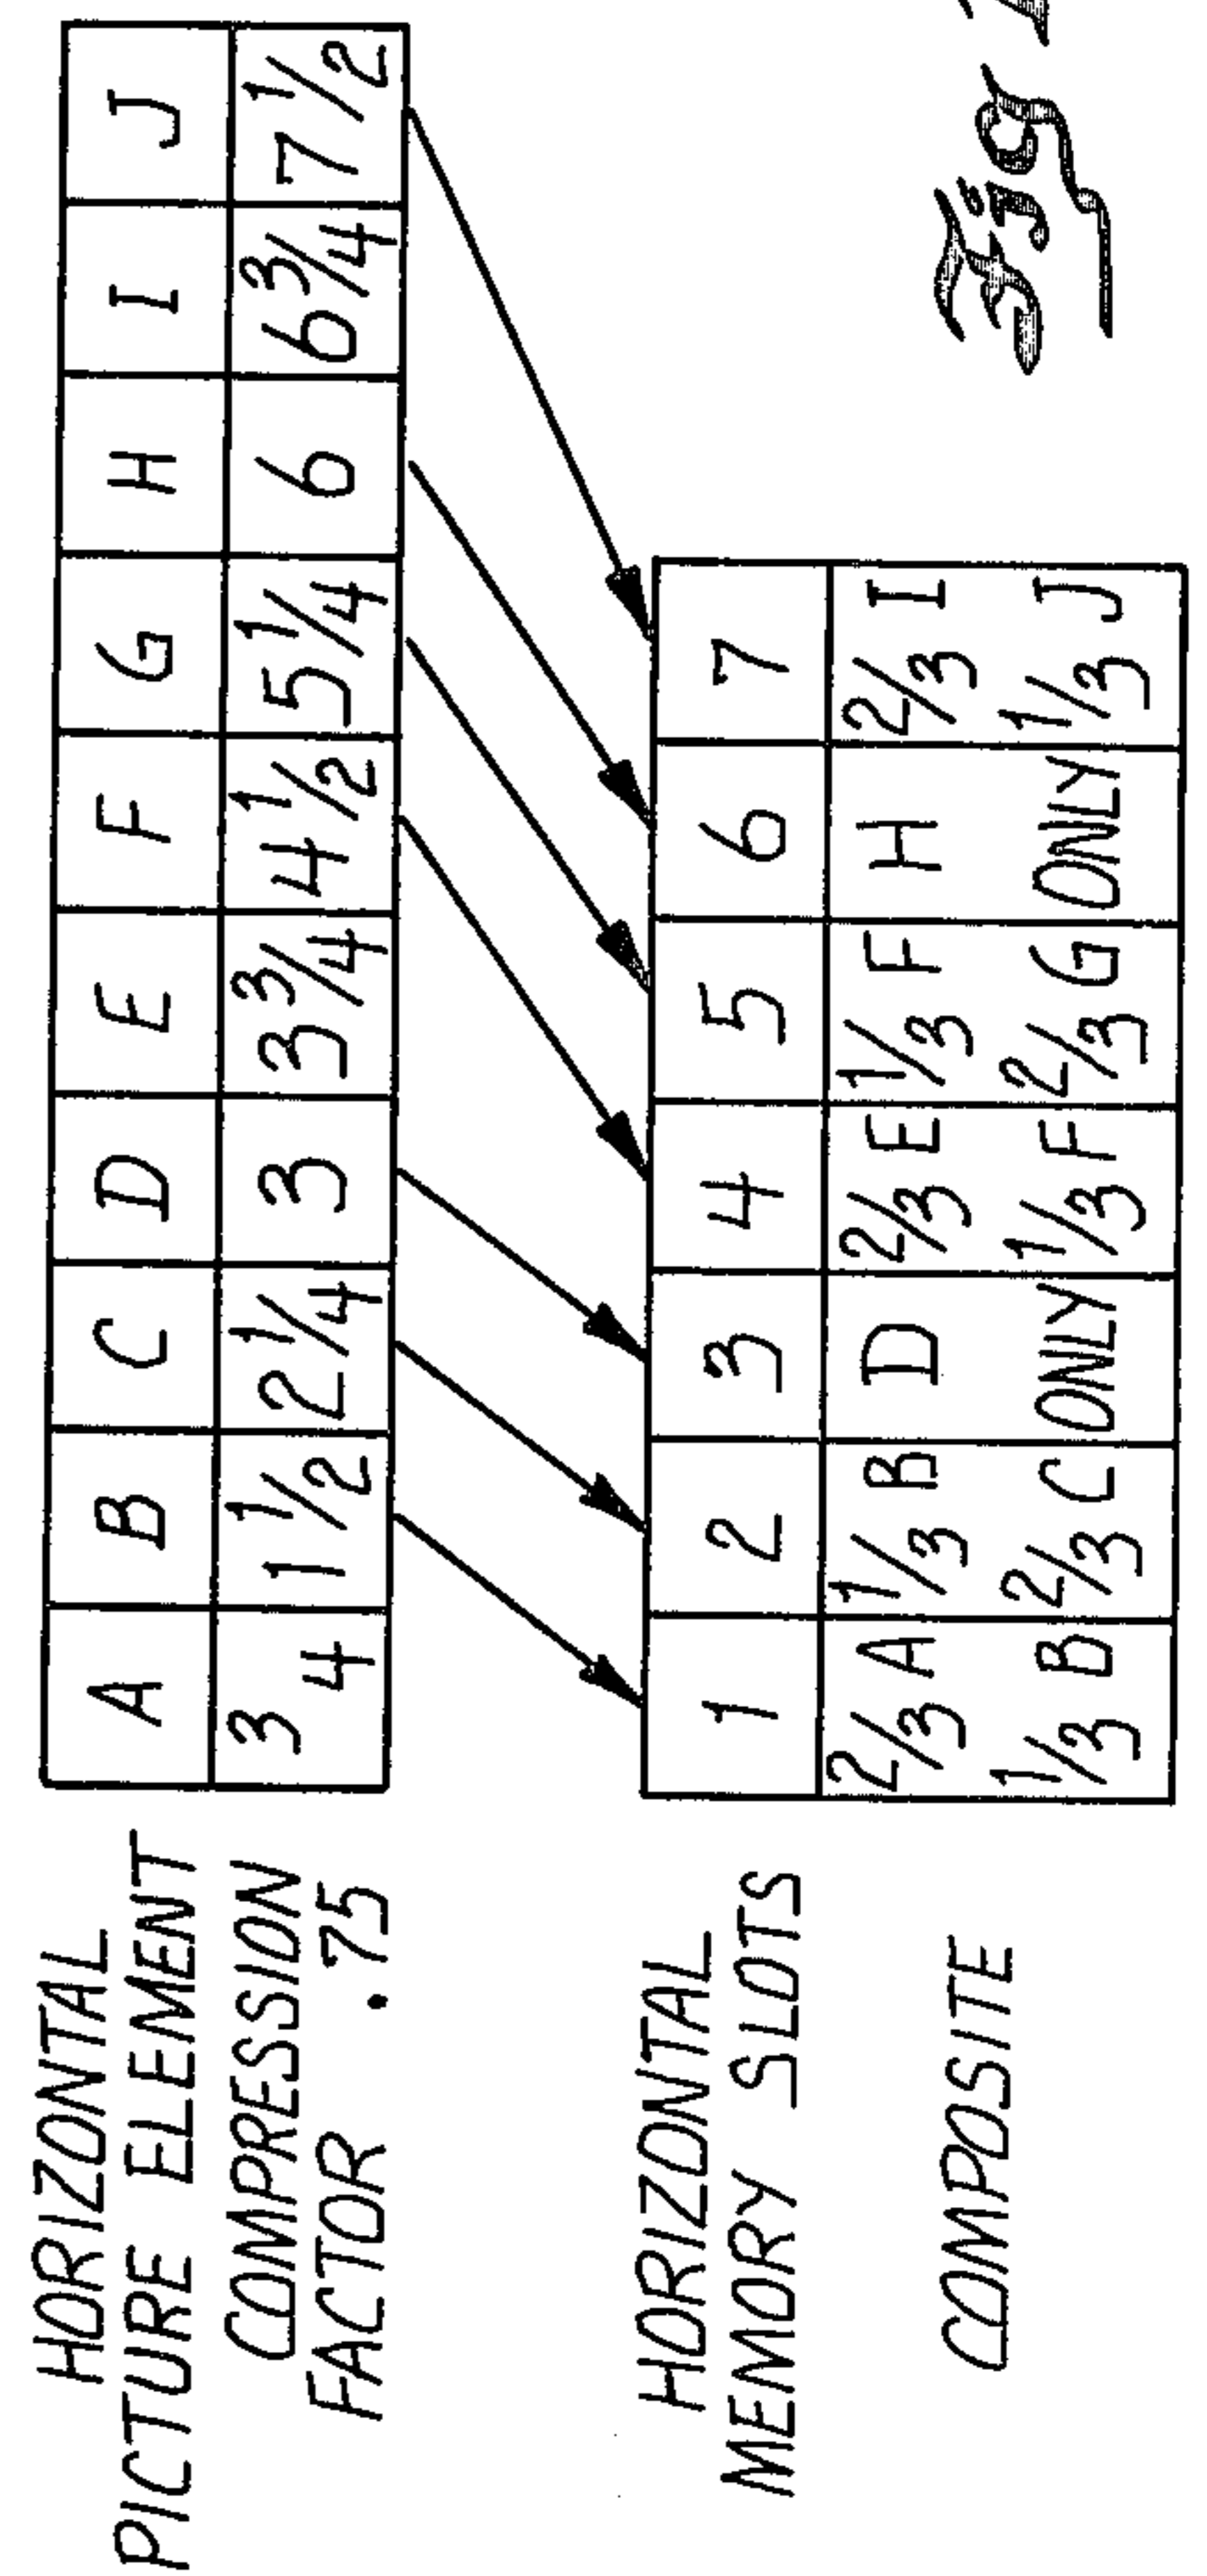 HORIZONTAL
PICTURE ELEMENT
A B C D E F G H I J
COMPRESSION
FACTOR .75
3 4 1 1/2 2 1/4 3 3 3/4 4 1/2 5 1/4 6 6 3/4 7 1/2
HORIZONTAL
MEMORY SLOTS
1 2 3 4 5 6 7
COMPOSITE
2/3 A 1/3 B D 2/3 E 1/3 F H 2/3 I
1/3 B 2/3 C ONLY 1/3 F 2/3 G ONLY 1/3 J
Fig